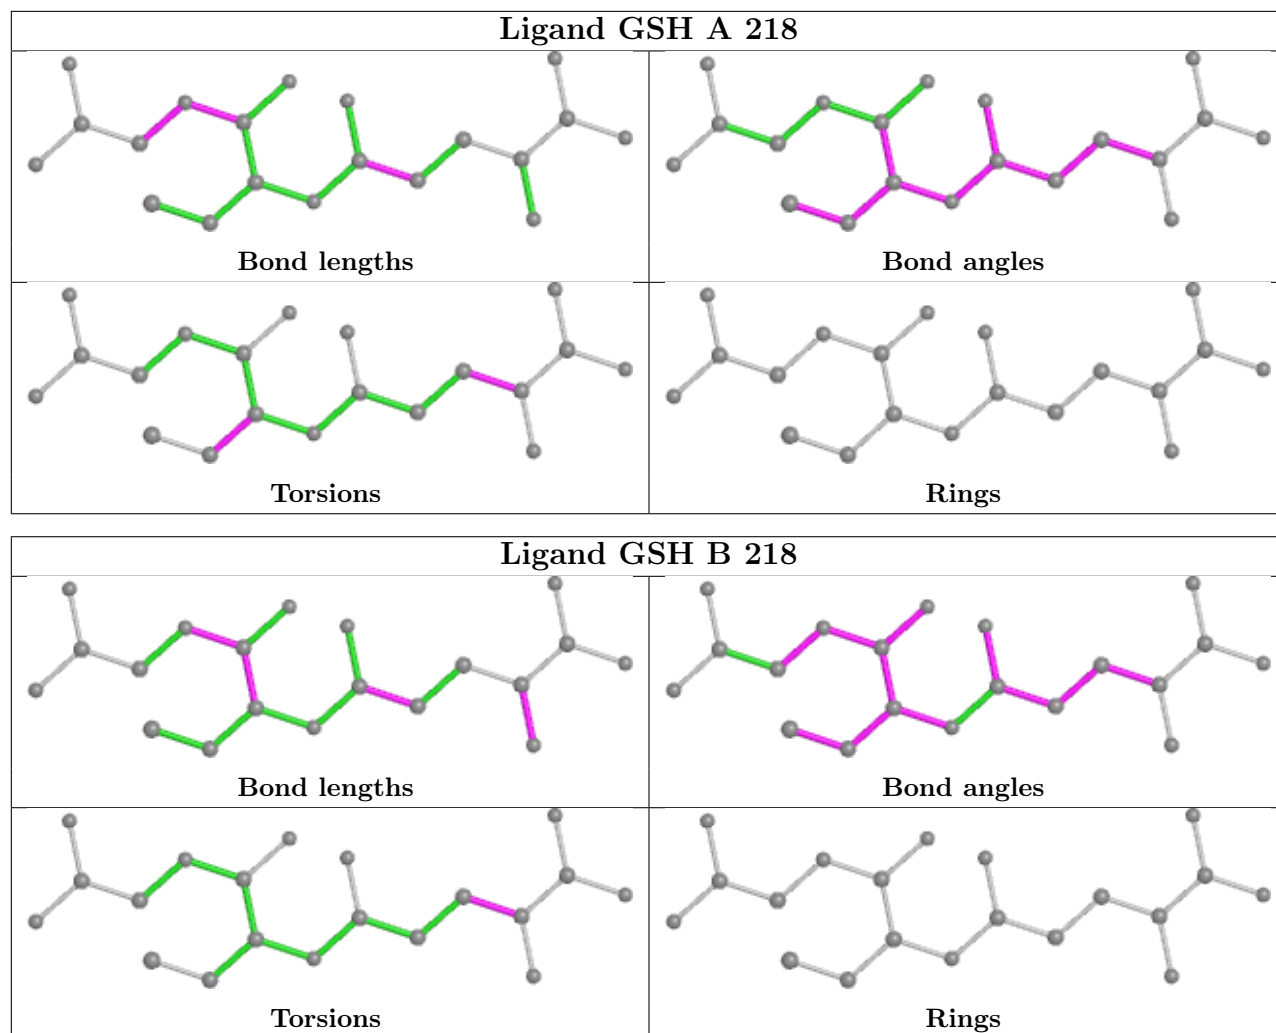 Ligand GSH A 218
Bond lengths
Bond angles
Torsions
Rings
Ligand GSH B 218
Bond lengths
Bond angles
Torsions
Rings